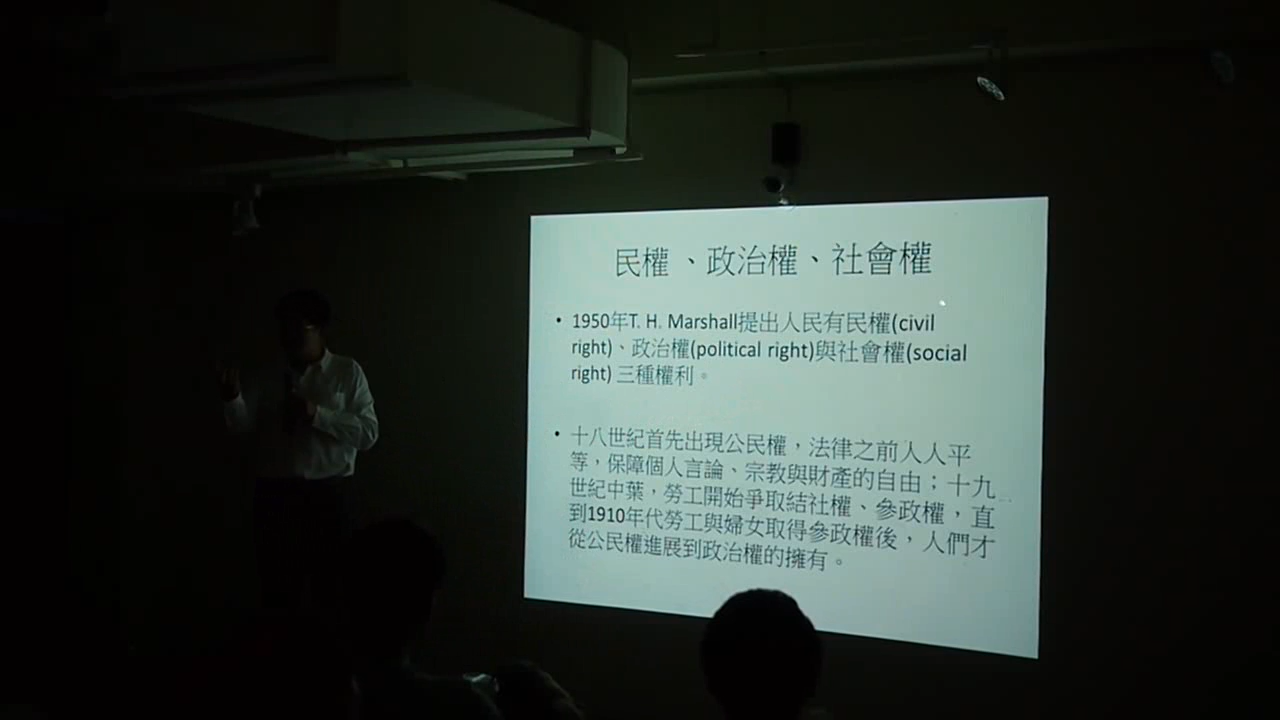 民權、政治權、社會權
• 1950年T. H. Marshall提出人民有民權(civil
right)、政治權(political right)與社會權(social
right) 三種權利。
• 十八世紀首先出現公民權，法律之前人人平
等，保障個人言論、宗教與財產的自由；十九
世紀中葉，勞工開始爭取結社權、參政權，直
到1910年代勞工與婦女取得參政權後，人們才
從公民權進展到政治權的擁有。